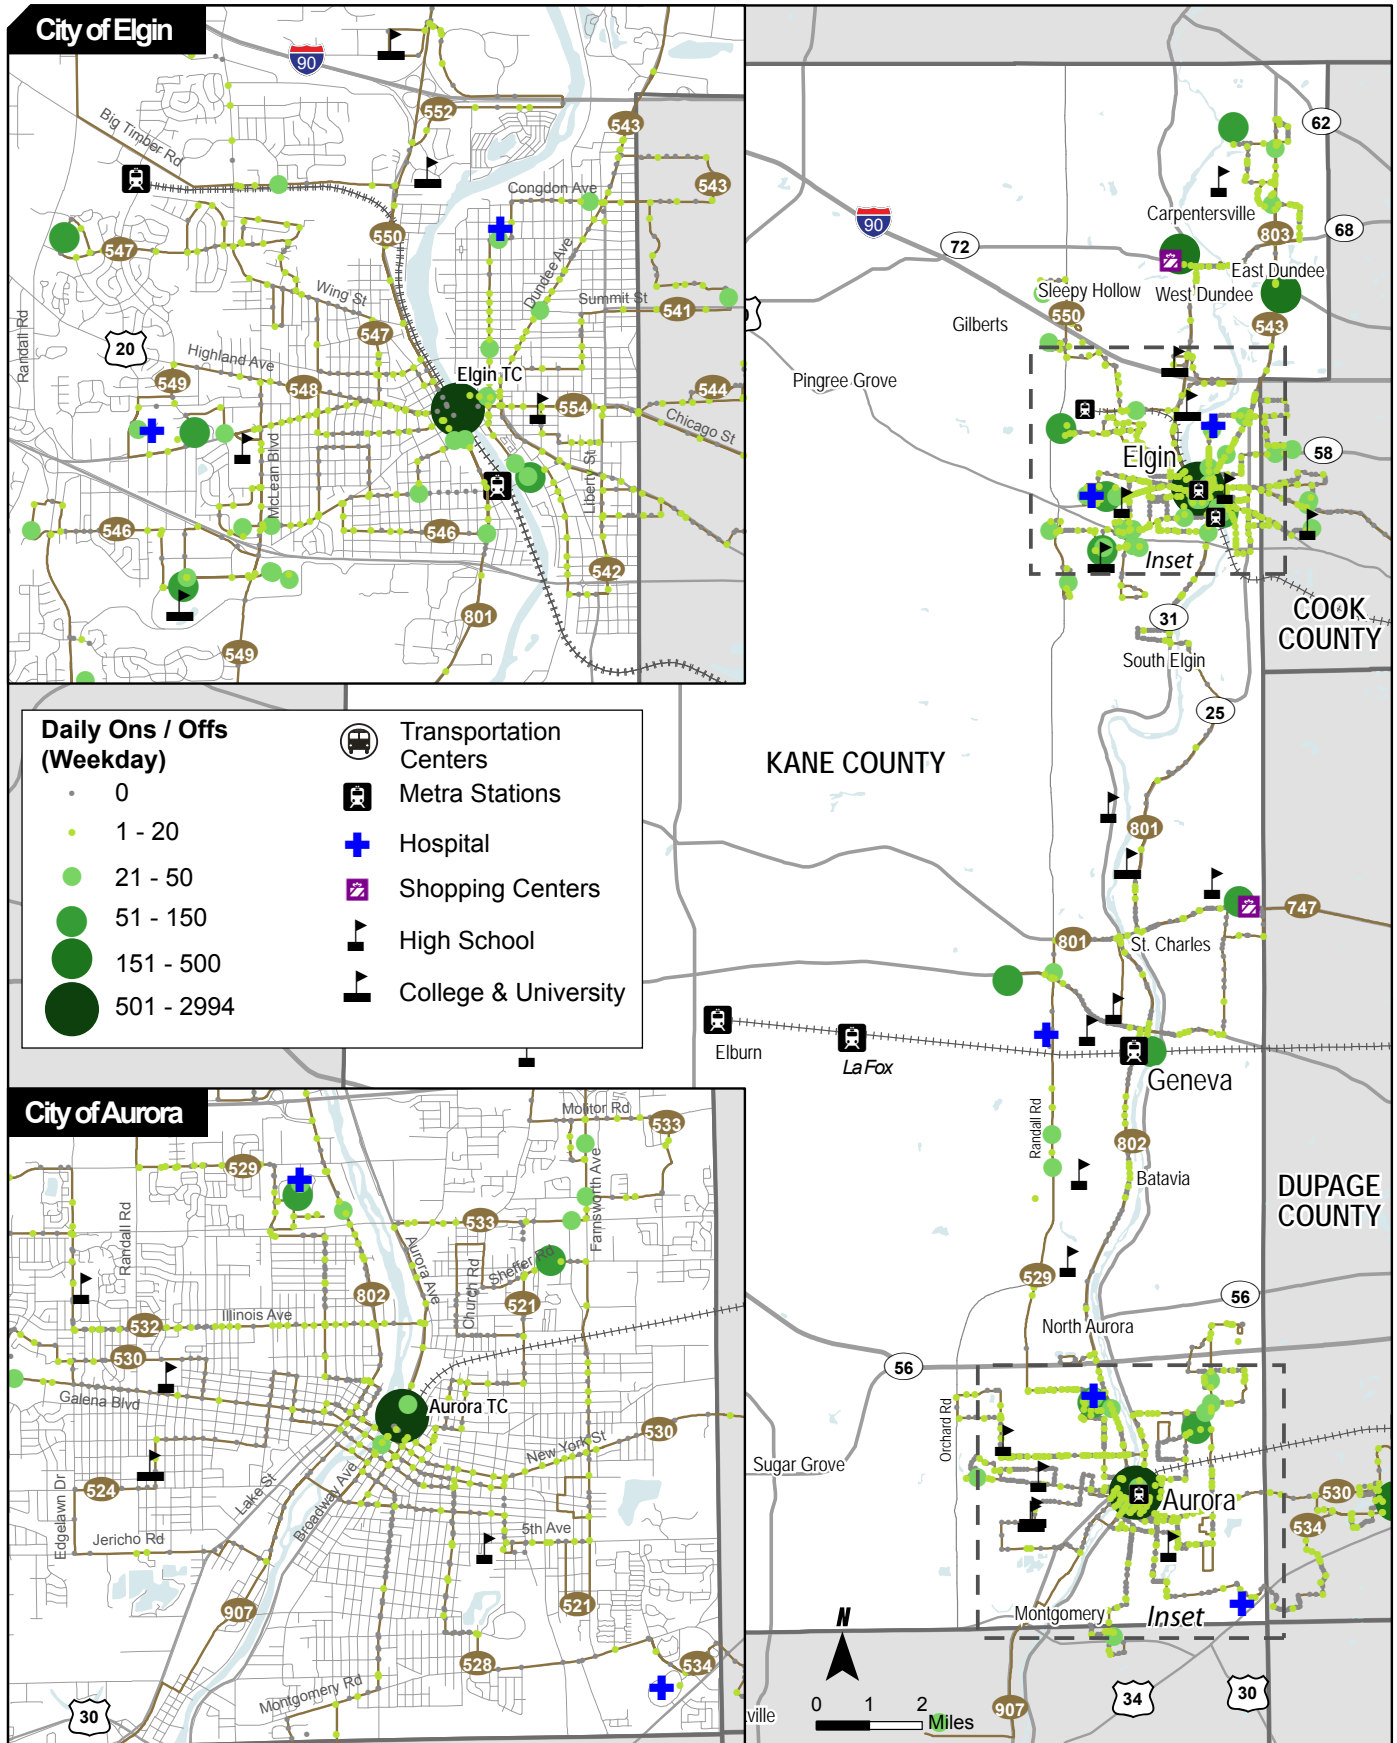 City of Elgin
90
552
543
Big Timber Rd
Congdon Ave
543
550
547
Dundee Ave
Wing St
Summit St
541
Randall Rd
547
20
Highland Ave
Elgin TC
549
548
544
554
Chicago St
McLean Blvd
Liberty St
546
546
542
801
549
62
Carpentersville
90
72
803
68
East Dundee
Sleepy Hollow
West Dundee
550
543
Gilberts
Pingree Grove
Elgin
58
Inset
COOK
COUNTY
31
South Elgin
25
KANE COUNTY
801
747
801
St. Charles
Elburn
La Fox
Geneva
Randall Rd
802
Batavia
DUPAGE
COUNTY
529
56
North Aurora
56
Orchard Rd
Sugar Grove
Aurora
530
534
Montgomery
Inset
N
0 1 2
Miles
907
34
30
ville
Daily Ons / Offs
(Weekday)
0
1 - 20
21 - 50
51 - 150
151 - 500
501 - 2994
Transportation
Centers
Metra Stations
Hospital
Shopping Centers
High School
College & University
City of Aurora
Molitor Rd
533
529
Farnsworth Ave
Randall Rd
533
Aurora Ave
Church Rd
Sheffer Rd
802
521
Illinois Ave
532
530
Galena Blvd
Aurora TC
530
New York St
Lake St
Broadway Ave
524
Edgelawn Dr
Jericho Rd
5th Ave
907
521
528
534
Montgomery Rd
30